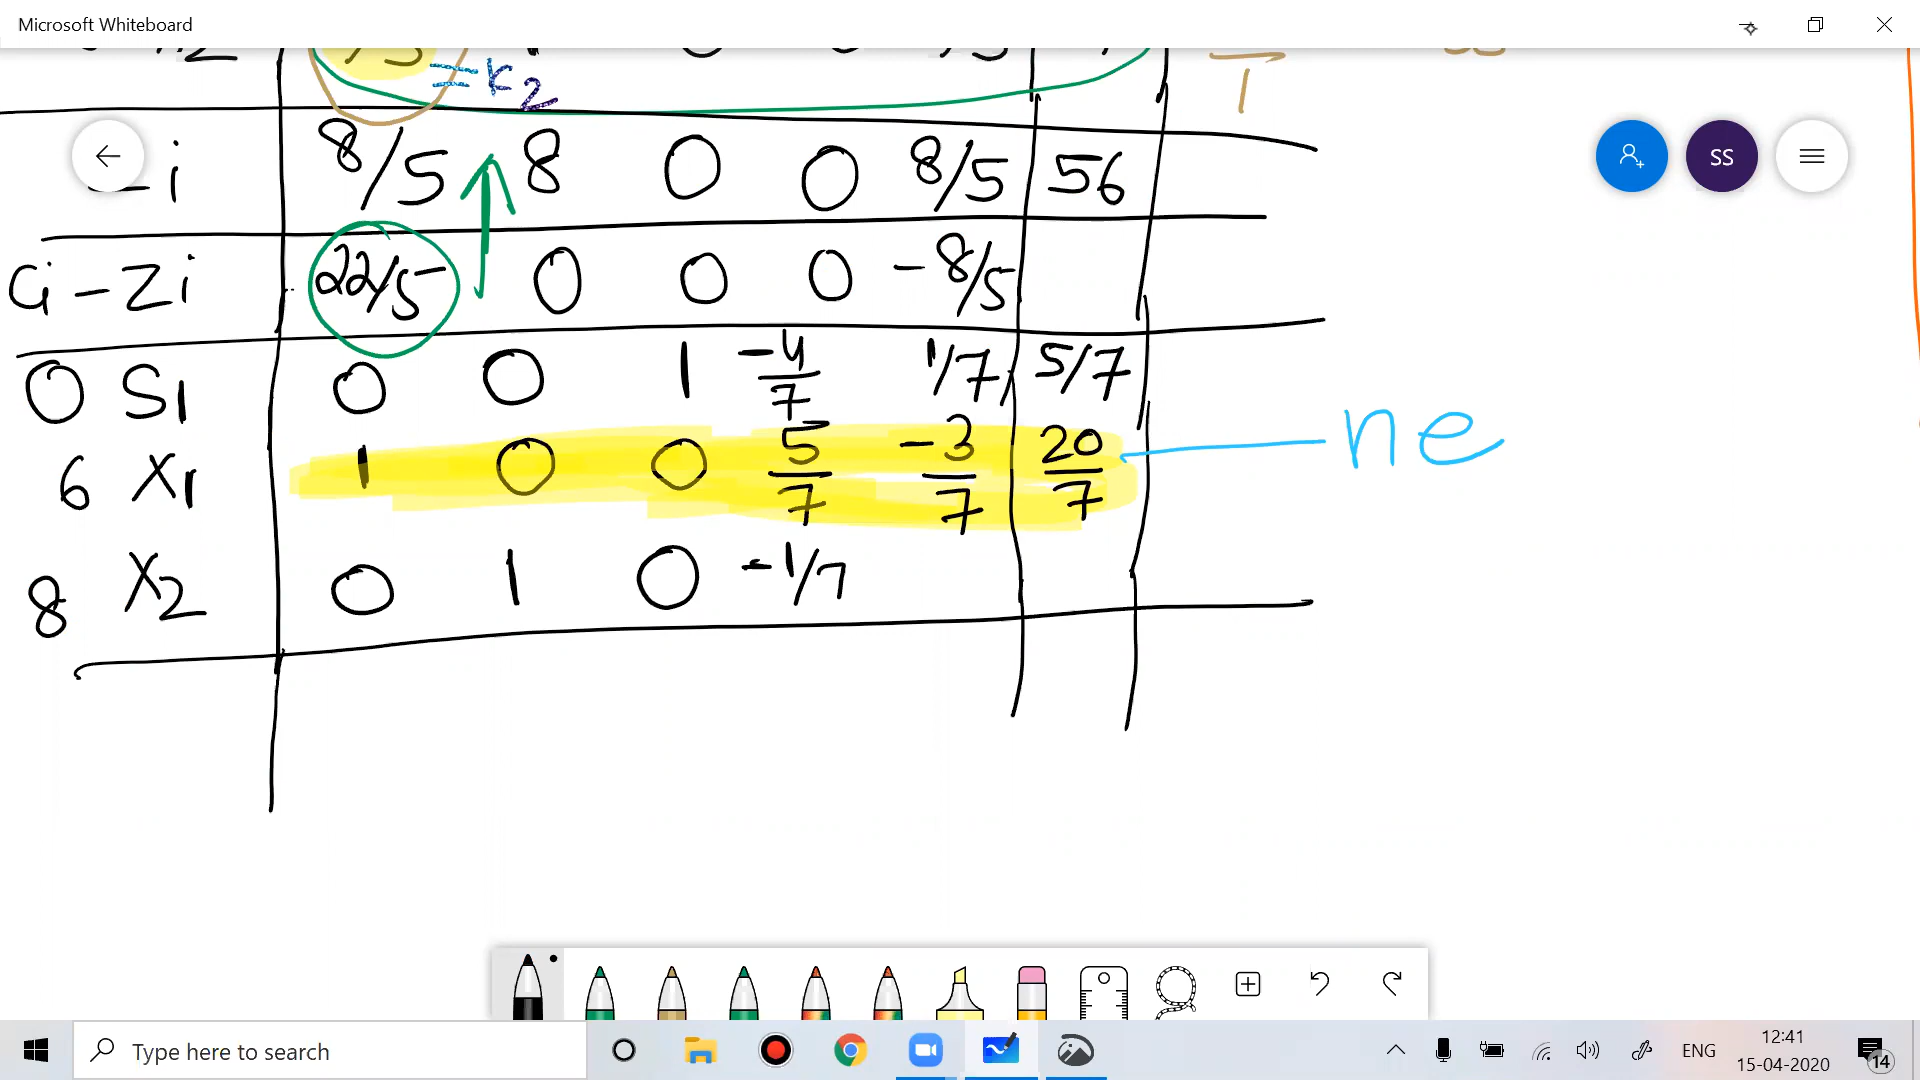 Microsoft Whiteboard
= k2
1
i 8/5 8 0 0 8/5 56
SS
Cj - Zj 22/5 0 0 0 -8/5
0 S1 0 0 1 -4/7 1/7 5/7
6 X1 1 0 0 5/7 -3/7 20/7 ne
8 X2 0 1 0 -1/7
Type here to search
ENG
12:41
15-04-2020
14